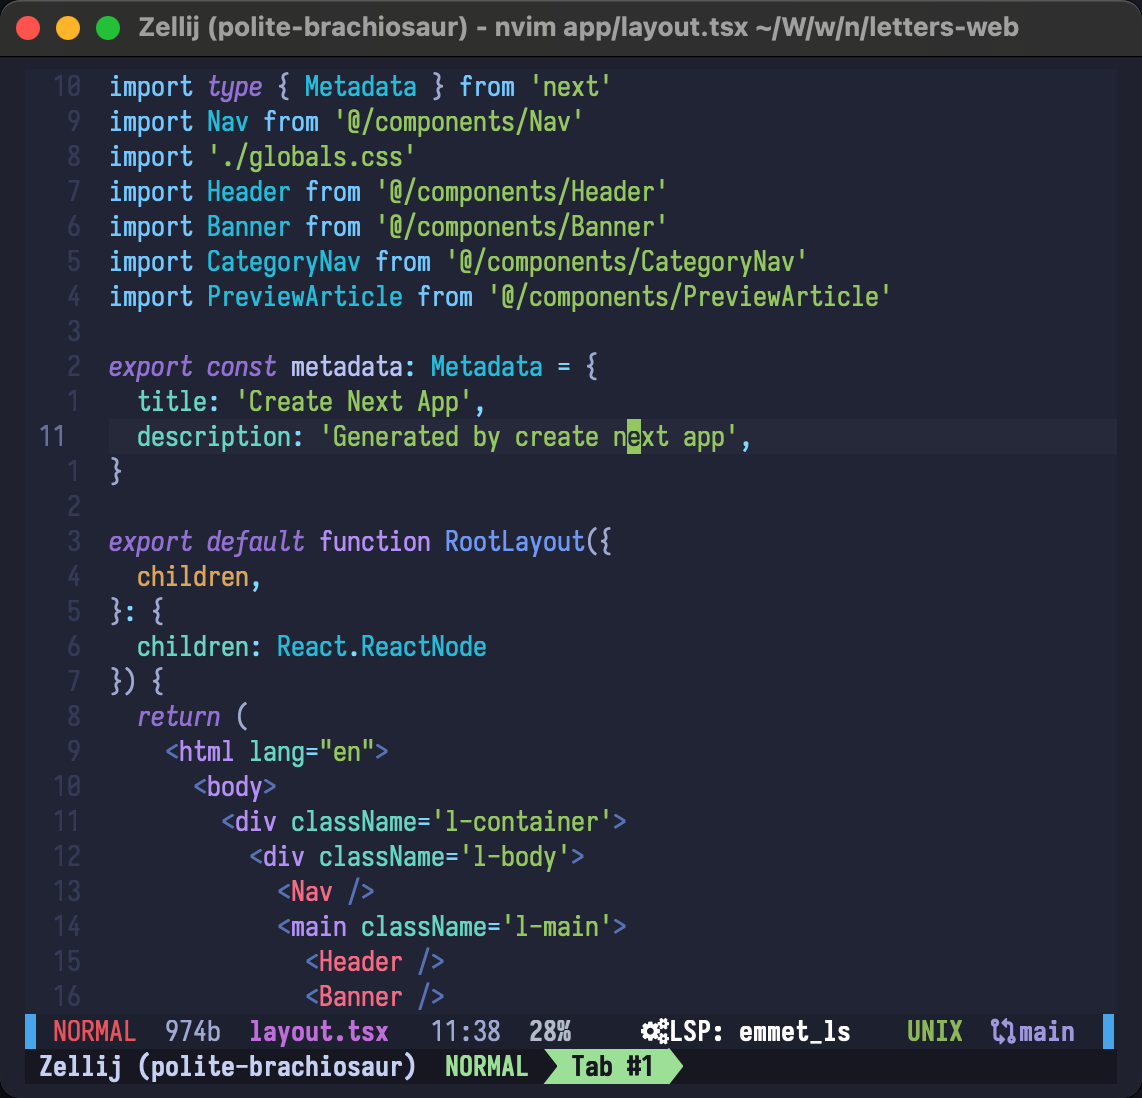 Zellij (polite-brachiosaur) - nvim app/layout.tsx ~/W/w/n/letters-web
10 import type { Metadata } from 'next'
9 import Nav from '@/components/Nav'
8 import './globals.css'
7 import Header from '@/components/Header'
6 import Banner from '@/components/Banner'
5 import CategoryNav from '@/components/CategoryNav'
4 import PreviewArticle from '@/components/PreviewArticle'
3
2 export const metadata: Metadata = {
1   title: 'Create Next App',
11   description: 'Generated by create next app',
1 }
2
3 export default function RootLayout({
4   children,
5 }: {
6   children: React.ReactNode
7 }) {
8   return (
9     <html lang="en">
10       <body>
11         <div className='l-container'>
12           <div className='l-body'>
13             <Nav />
14             <main className='l-main'>
15               <Header />
16               <Banner />
NORMAL 974b layout.tsx 11:38 28% LSP: emmet_ls UNIX main
Zellij (polite-brachiosaur) NORMAL Tab #1